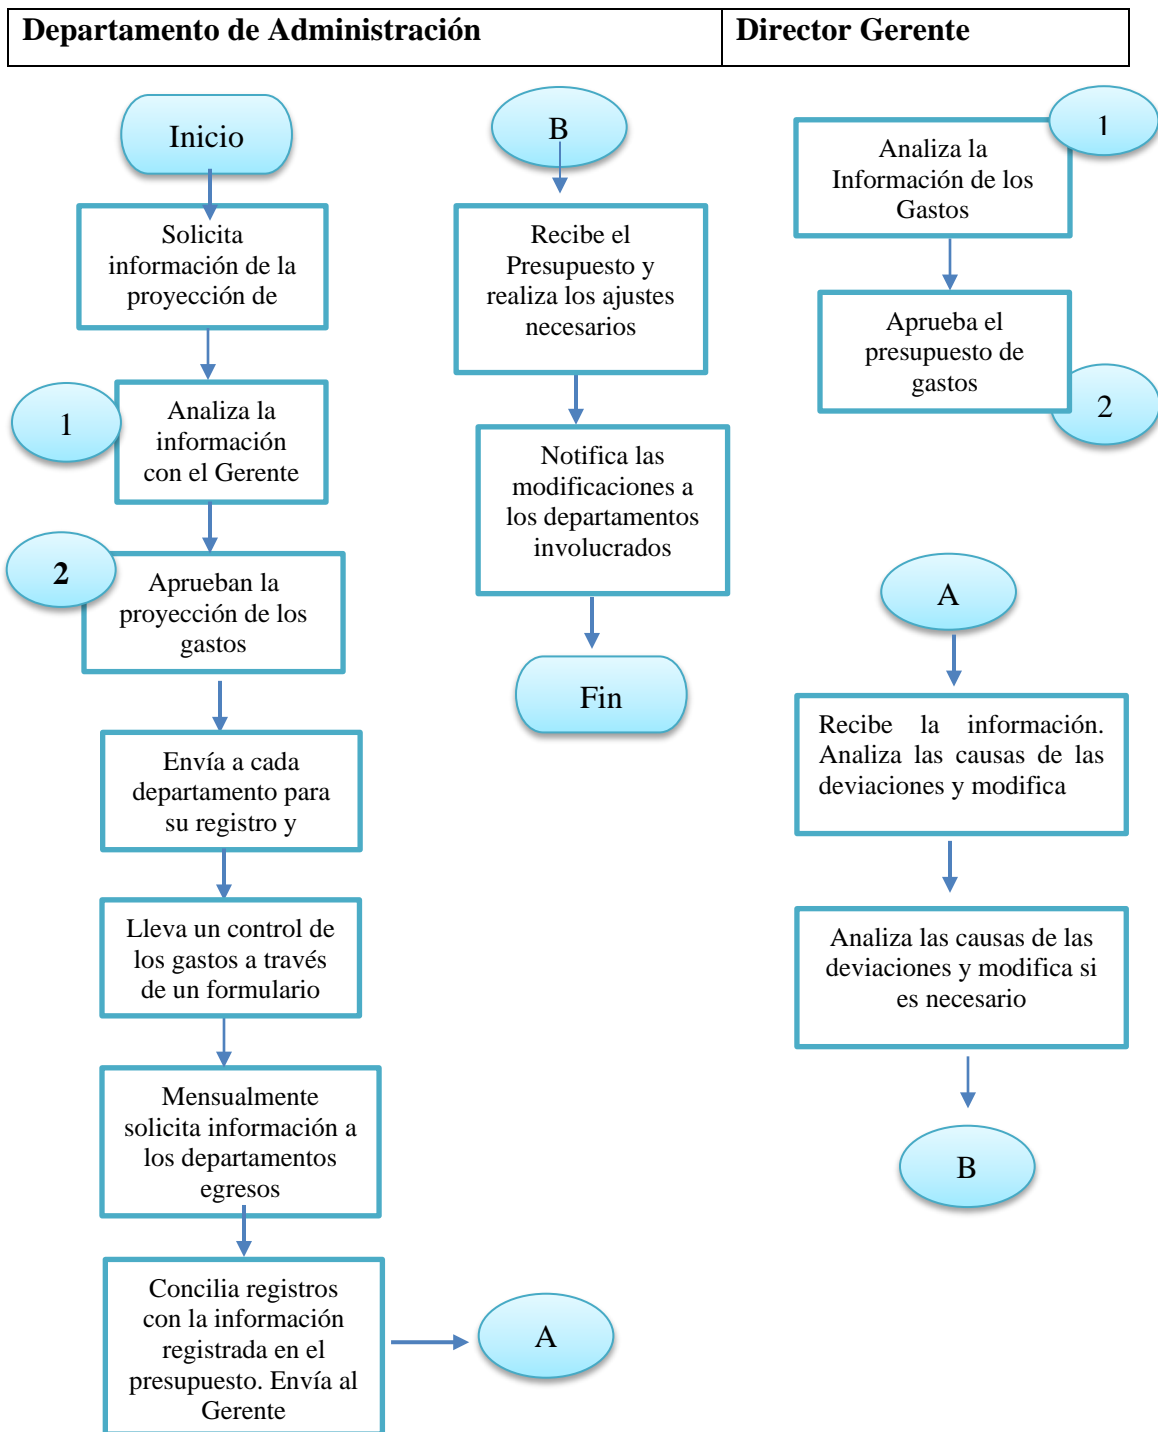 Departamento de Administración
Director Gerente
Inicio
Solicita
información de la
proyección de
1
Analiza la
información
con el Gerente
2
Aprueban la
proyección de los
gastos
Envía a cada
departamento para
su registro y
Lleva un control de
los gastos a través
de un formulario
Mensualmente
solicita información a
los departamentos
egresos
Concilia registros
con la información
registrada en el
presupuesto. Envía al
Gerente
A
B
Recibe el
Presupuesto y
realiza los ajustes
necesarios
Notifica las
modificaciones a
los departamentos
involucrados
Fin
1
Analiza la
Información de los
Gastos
Aprueba el
presupuesto de
gastos
2
A
Recibe la información.
Analiza las causas de las
deviaciones y modifica
Analiza las causas de las
deviaciones y modifica si
es necesario
B